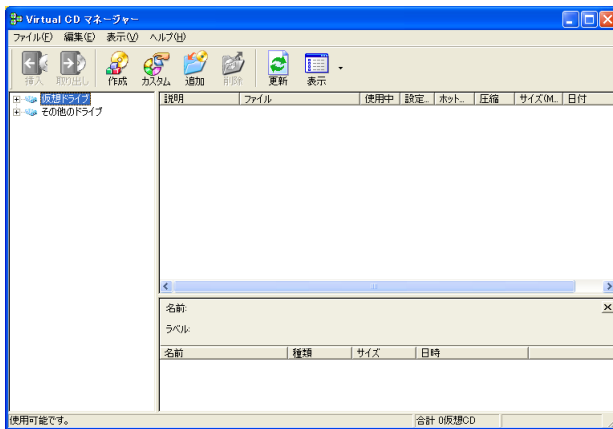 Virtual CD マネージャー
ファイル(F) 編集(E) 表示(V) ヘルプ(H)
挿入 取り出し 作成 カスタム 追加 削除 更新 表示
仮想ドライブ
その他のドライブ
説明 ファイル 使用中 設定... ホット... 圧縮 サイズ(M... 日付
名前:
ラベル:
名前 種類 サイズ 日時
使用可能です。 合計 0仮想CD